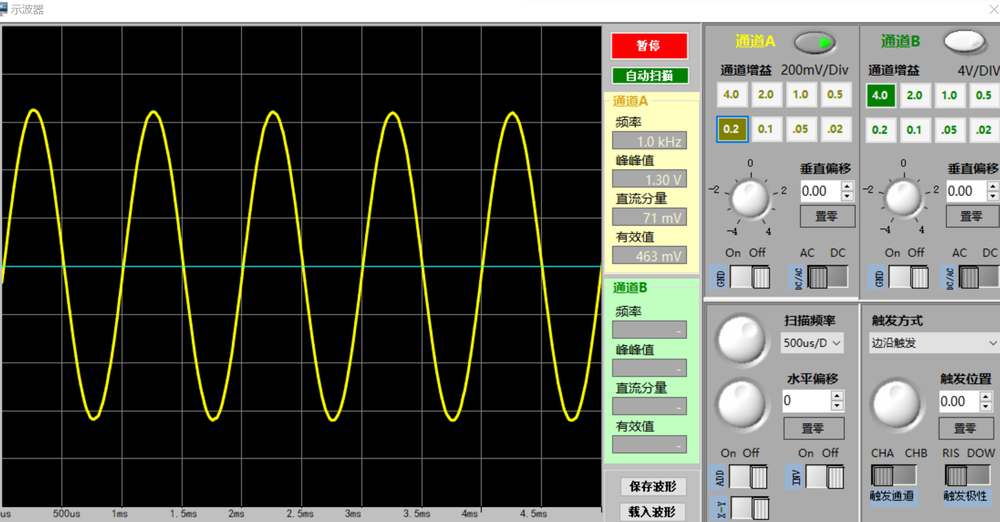 示波器
暂停
自动扫描
通道A
频率
1.0 kHz
峰峰值
1.30 V
直流分量
71 mV
有效值
463 mV
通道B
频率
-
峰峰值
-
直流分量
-
有效值
-
保存波形
载入波形
us 500us 1ms 1.5ms 2ms 2.5ms 3ms 3.5ms 4ms 4.5ms
通道A
通道增益 200mV/Div
4.0 2.0 1.0 0.5
0.2 0.1 .05 .02
0
-2 2
-4 4
垂直偏移
0.00
置零
On Off AC DC
GND DC/AC
通道B
通道增益 4V/DIV
4.0 2.0 1.0 0.5
0.2 0.1 .05 .02
0
-2 2
-4 4
垂直偏移
0.00
置零
On Off AC DC
GND DC/AC
扫描频率
500us/D
水平偏移
0
置零
On Off On Off
ADD INV
X-Y
触发方式
边沿触发
触发位置
0.00
置零
CHA CHB RIS DOW
触发通道 触发极性